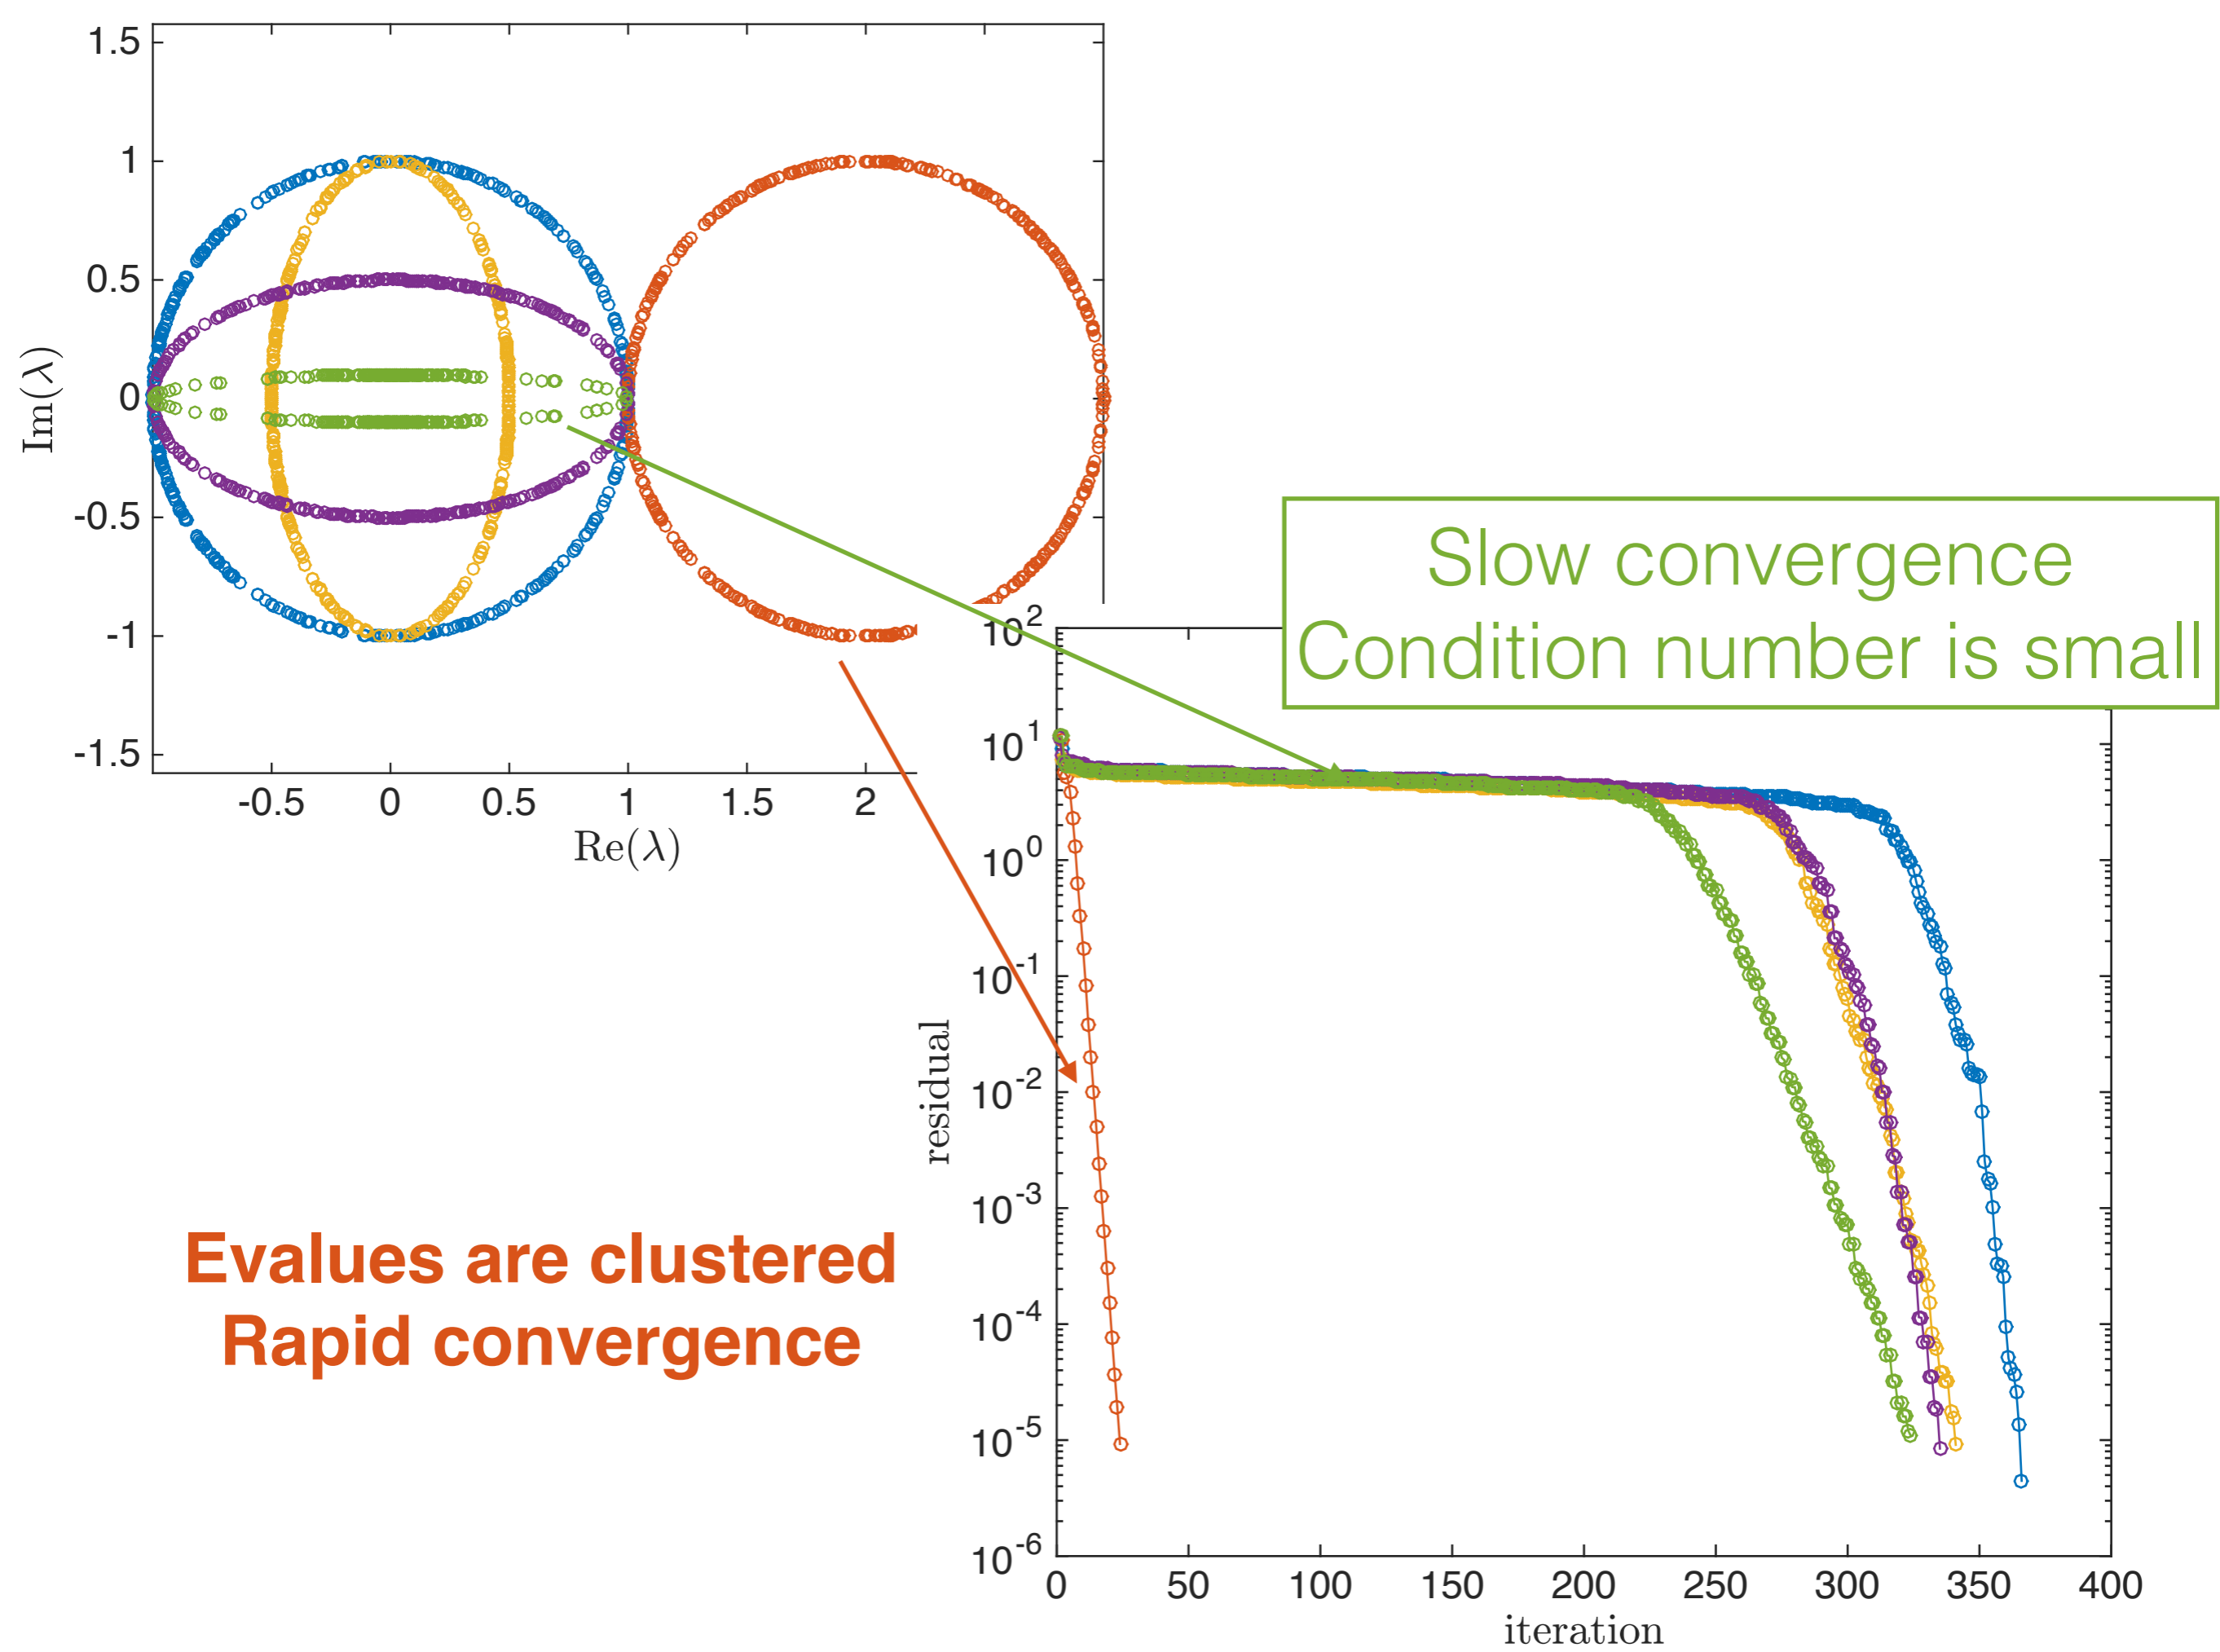 1.5
1
0.5
0
-0.5
-1
-1.5
Im(λ)
-0.5 0 0.5 1 1.5 2
Re(λ)
Slow convergence
Condition number is small
10^2
10^1
10^0
10^-1
10^-2
10^-3
10^-4
10^-5
10^-6
residual
0 50 100 150 200 250 300 350 400
iteration
Evalues are clustered
Rapid convergence